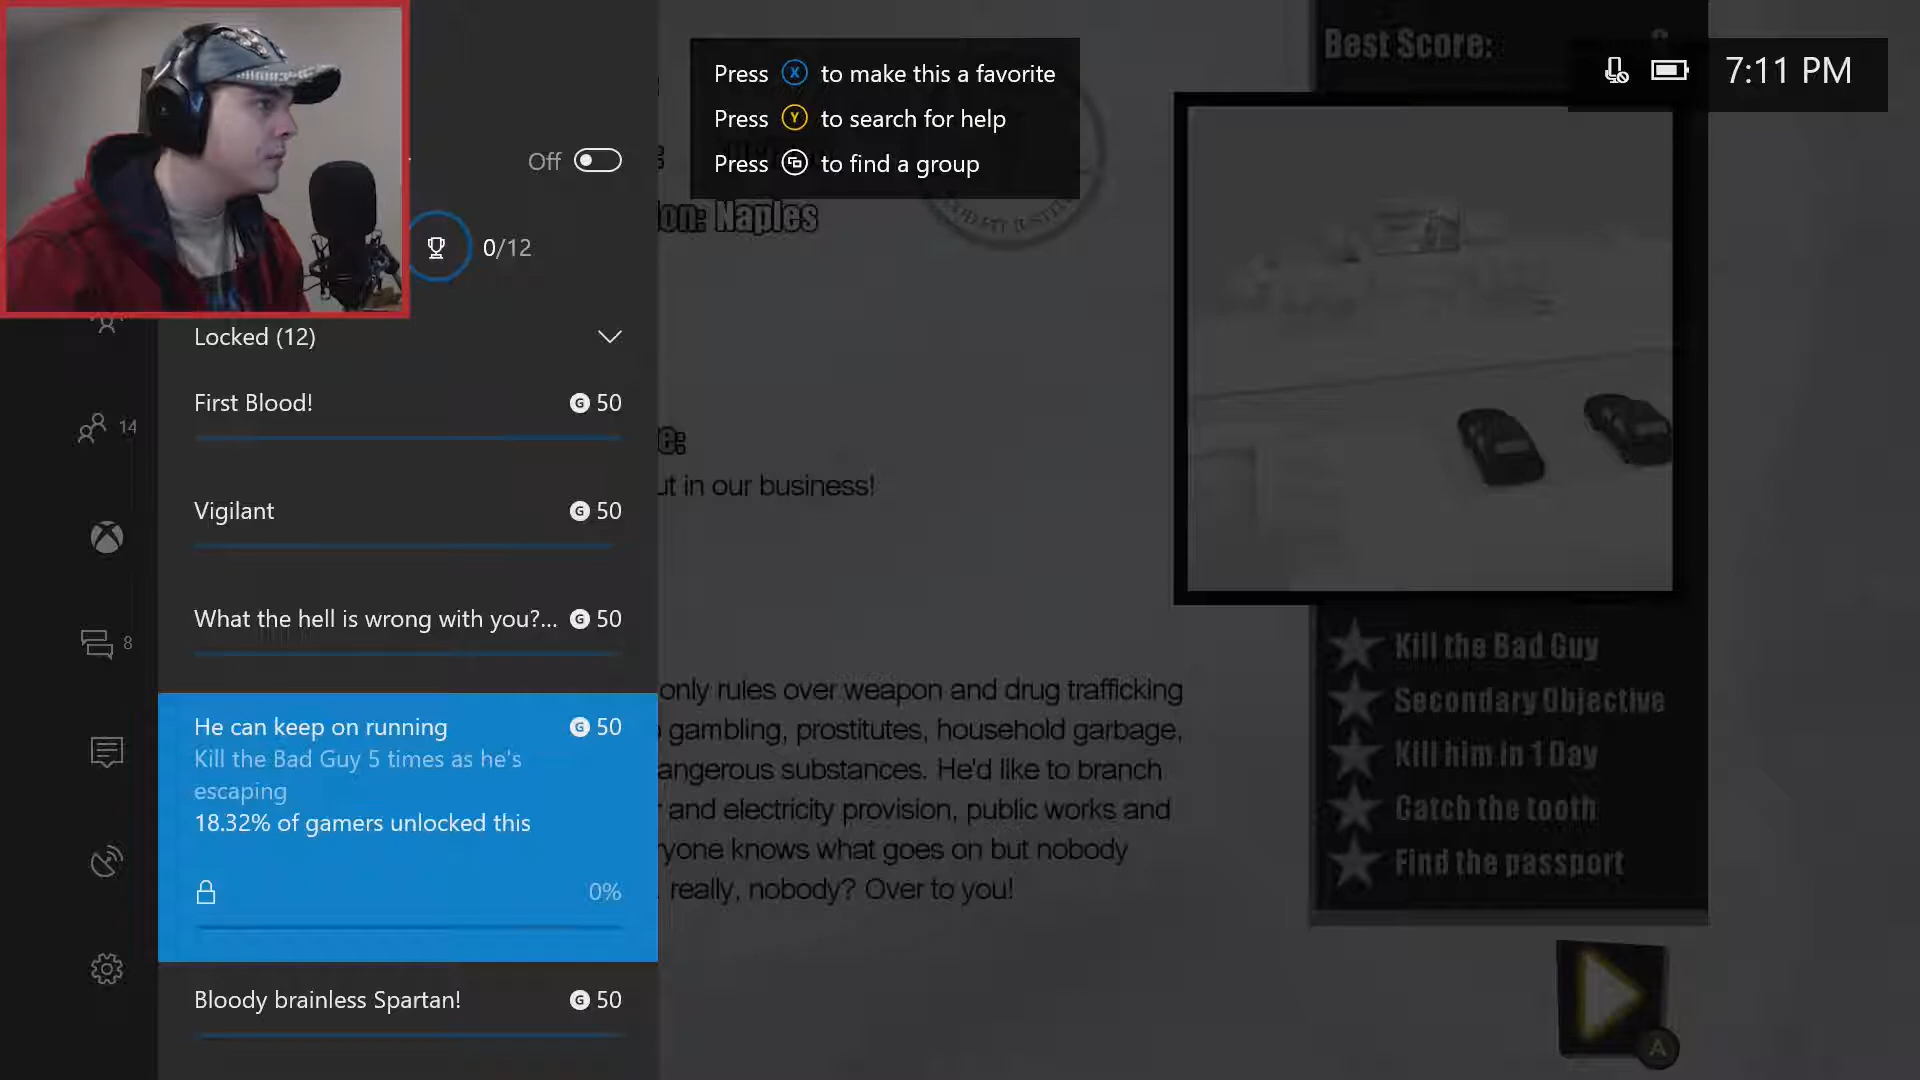 Press X to make this a favorite
Press Y to search for help
Press to find a group
7:11 PM
Best Score:
Off
0/12
on: Naples
Locked (12)
First Blood!
G 50
e:
ut in our business!
14
Vigilant
G 50
What the hell is wrong with you?...
G 50
8
He can keep on running
G 50
Kill the Bad Guy 5 times as he's
escaping
18.32% of gamers unlocked this
0%
Bloody brainless Spartan!
G 50
only rules over weapon and drug trafficking
gambling, prostitutes, household garbage,
angerous substances. He'd like to branch
and electricity provision, public works and
yone knows what goes on but nobody
really, nobody? Over to you!
Kill the Bad Guy
Secondary Objective
Kill him in 1 Day
Catch the tooth
Find the passport
A